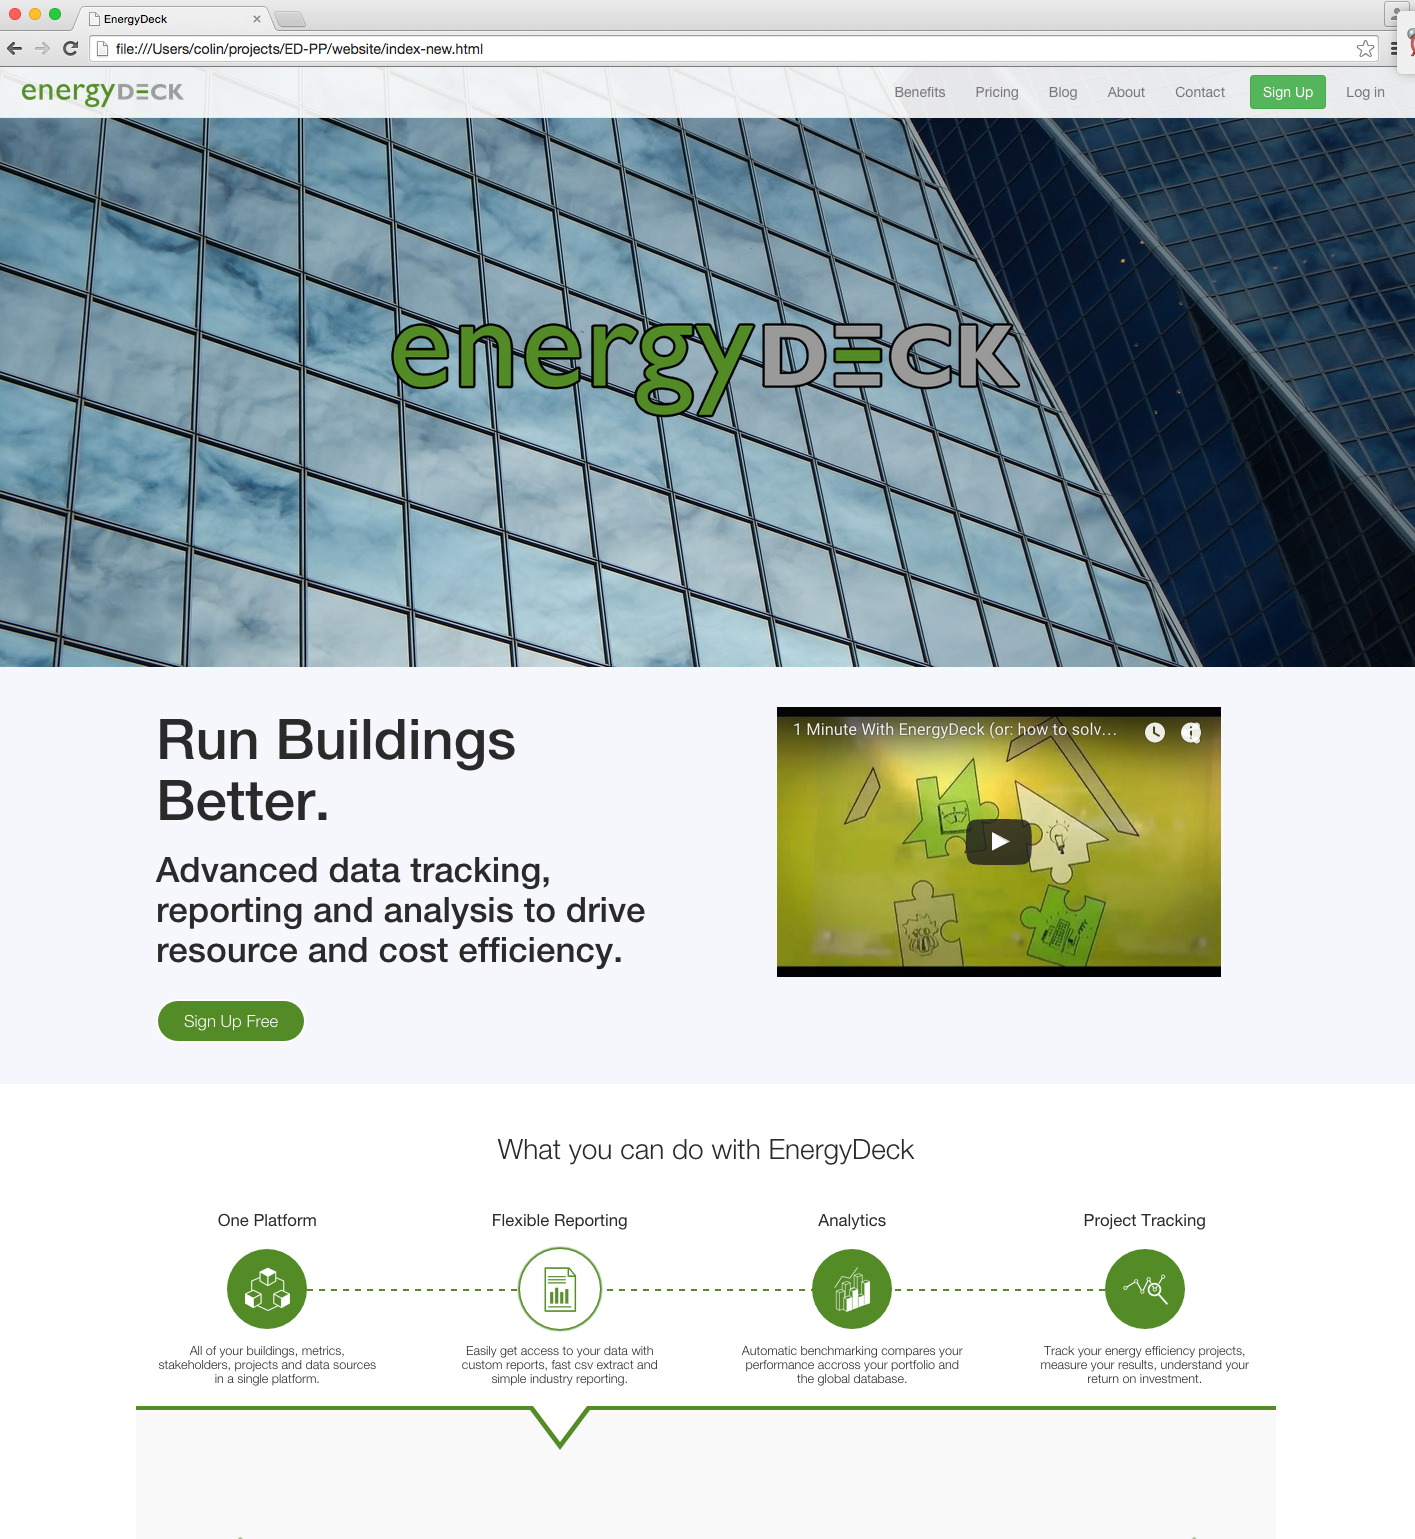 EnergyDeck
file:///Users/colin/projects/ED-PP/website/index-new.html
energyDECK
Benefits
Pricing
Blog
About
Contact
Sign Up
Log in
energyDECK
Run Buildings
Better.
Advanced data tracking,
reporting and analysis to drive
resource and cost efficiency.
Sign Up Free
1 Minute With EnergyDeck (or: how to solv...
What you can do with EnergyDeck
One Platform
All of your buildings, metrics,
stakeholders, projects and data sources
in a single platform.
Flexible Reporting
Easily get access to your data with
custom reports, fast csv extract and
simple industry reporting.
Analytics
Automatic benchmarking compares your
performance accross your portfolio and
the global database.
Project Tracking
Track your energy efficiency projects,
measure your results, understand your
return on investment.